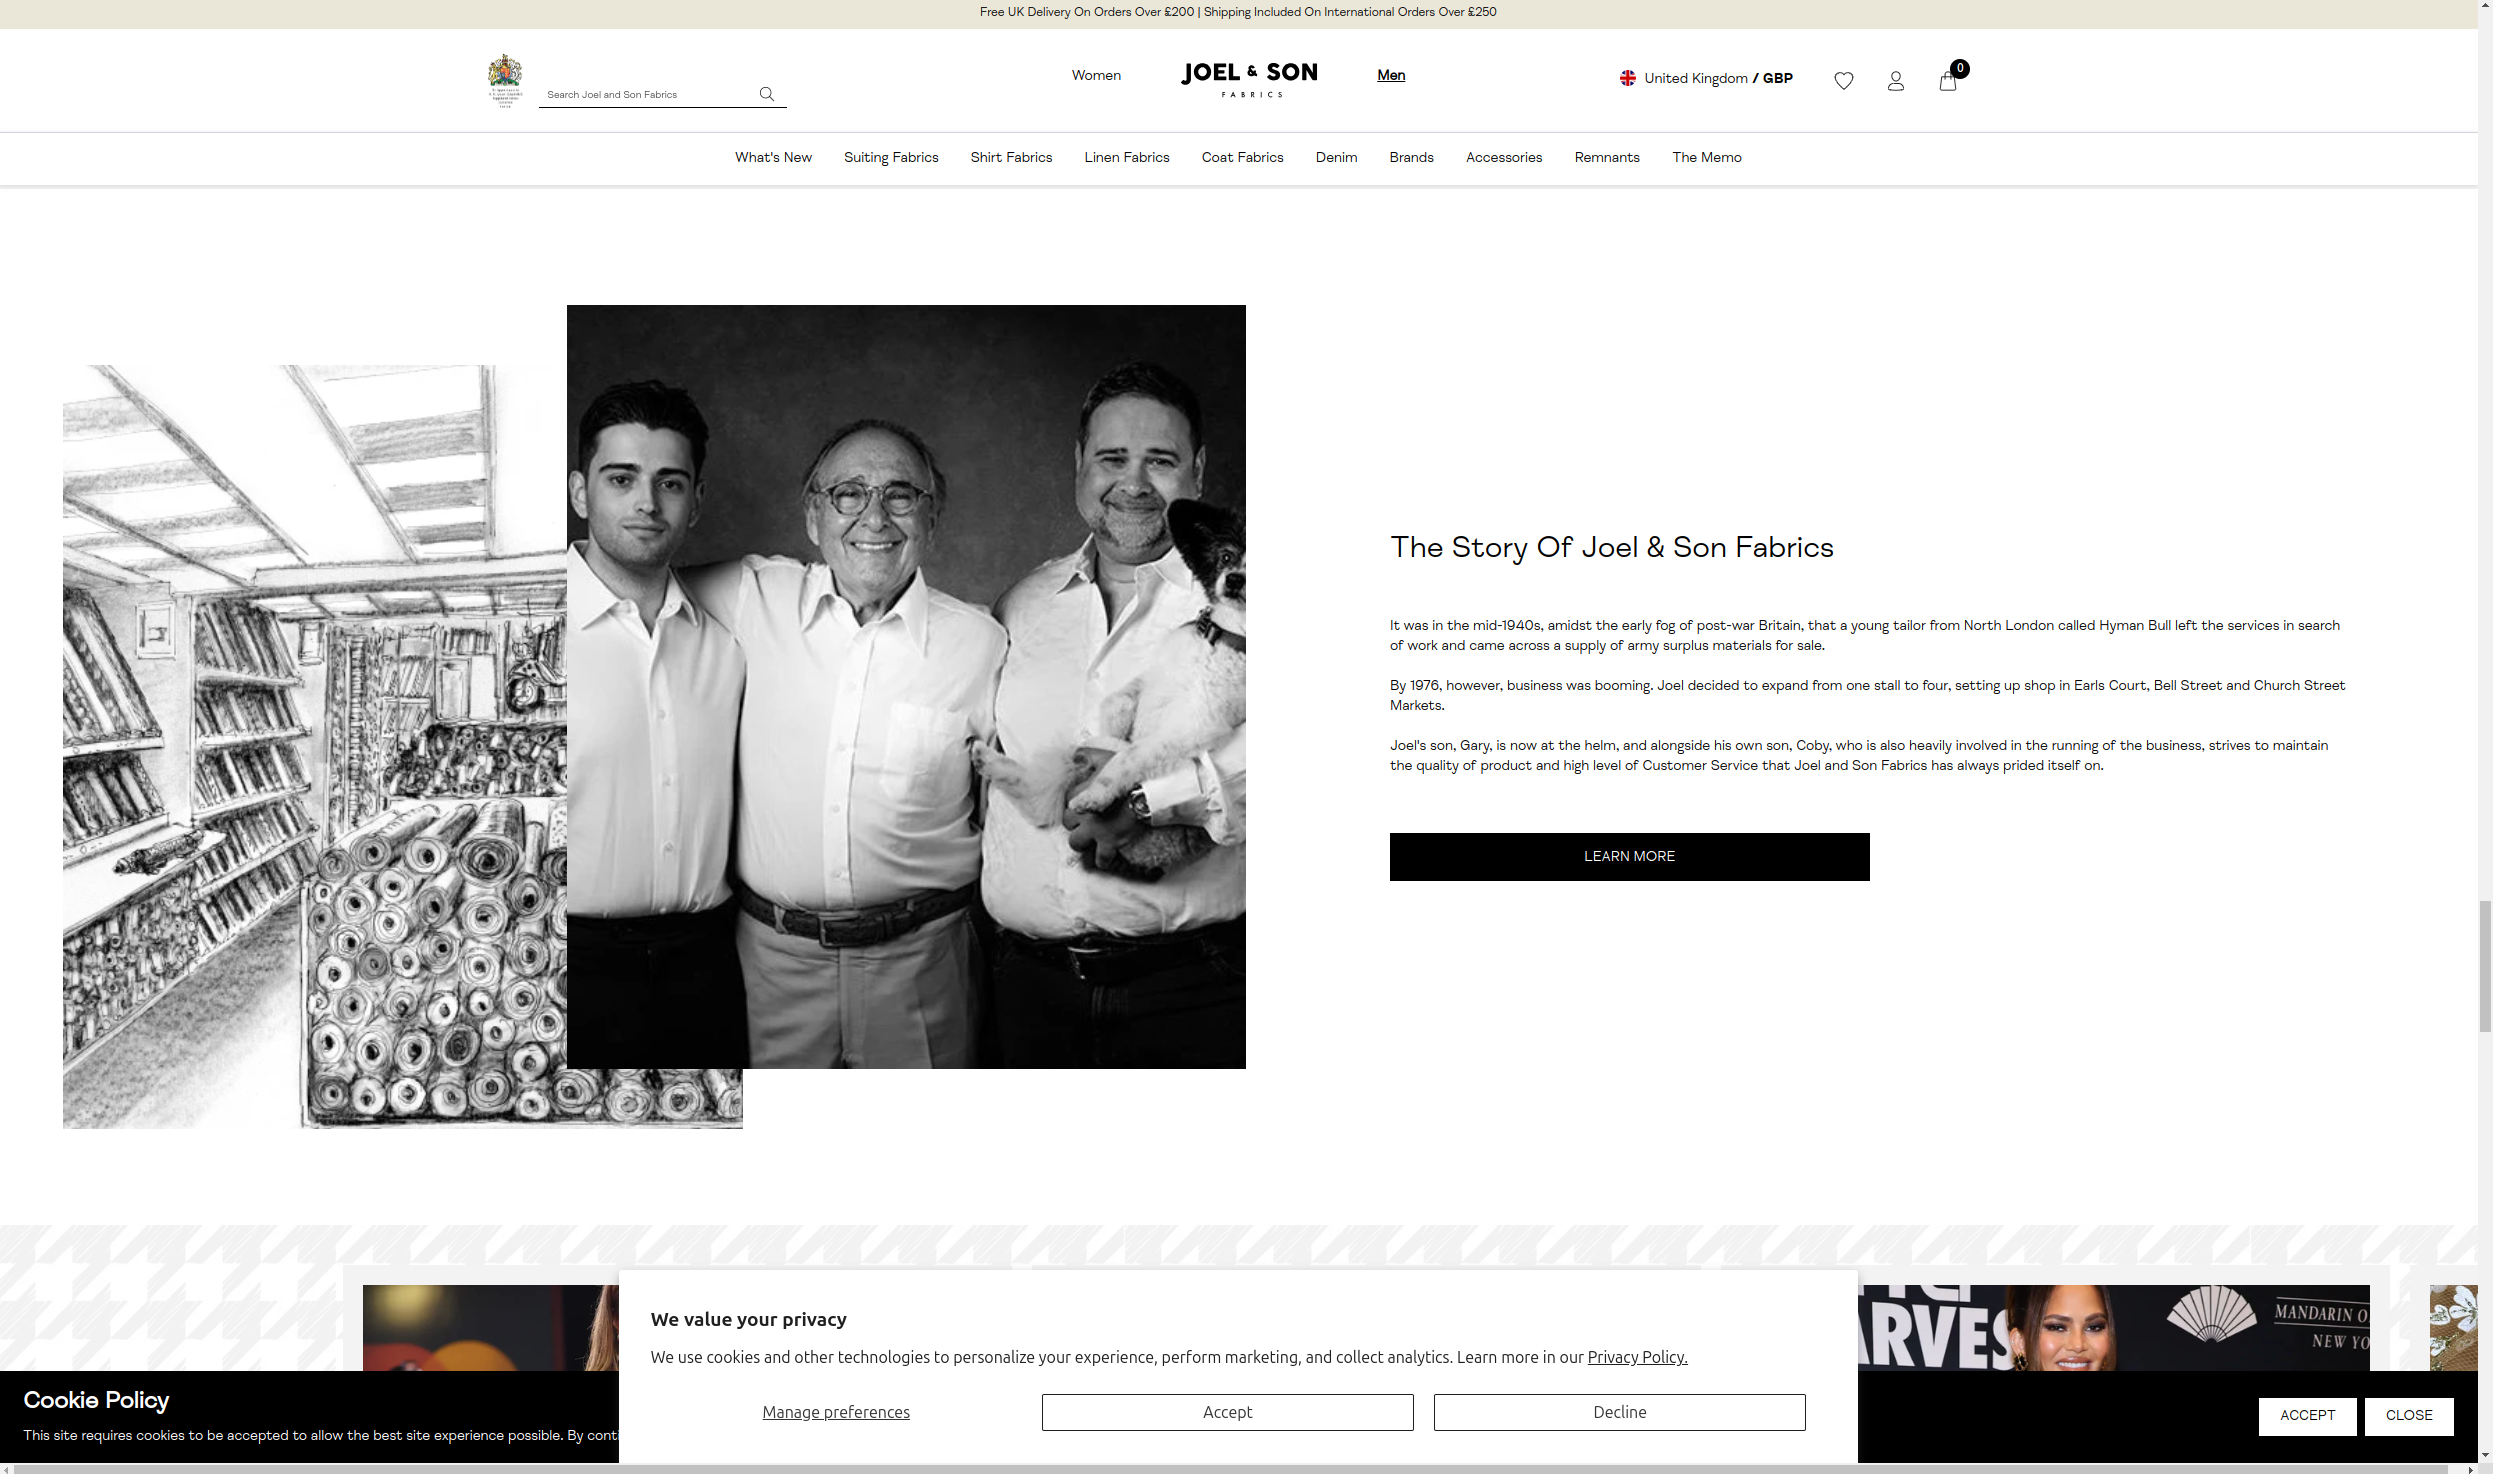 Free UK Delivery On Orders Over £200 | Shipping Included On International Orders Over £250
Search Joel and Son Fabrics
Women
JOEL & SON
FABRICS
Men
United Kingdom / GBP
0
What's New
Suiting Fabrics
Shirt Fabrics
Linen Fabrics
Coat Fabrics
Denim
Brands
Accessories
Remnants
The Memo
The Story Of Joel & Son Fabrics
It was in the mid-1940s, amidst the early fog of post-war Britain, that a young tailor from North London called Hyman Bull left the services in search
of work and came across a supply of army surplus materials for sale.
By 1976, however, business was booming. Joel decided to expand from one stall to four, setting up shop in Earls Court, Bell Street and Church Street
Markets.
Joel's son, Gary, is now at the helm, and alongside his own son, Coby, who is also heavily involved in the running of the business, strives to maintain
the quality of product and high level of Customer Service that Joel and Son Fabrics has always prided itself on.
LEARN MORE
ARVES
MANDARIN O
NEW YO
We value your privacy
We use cookies and other technologies to personalize your experience, perform marketing, and collect analytics. Learn more in our Privacy Policy.
Manage preferences
Accept
Decline
Cookie Policy
This site requires cookies to be accepted to allow the best site experience possible. By conti
ACCEPT
CLOSE